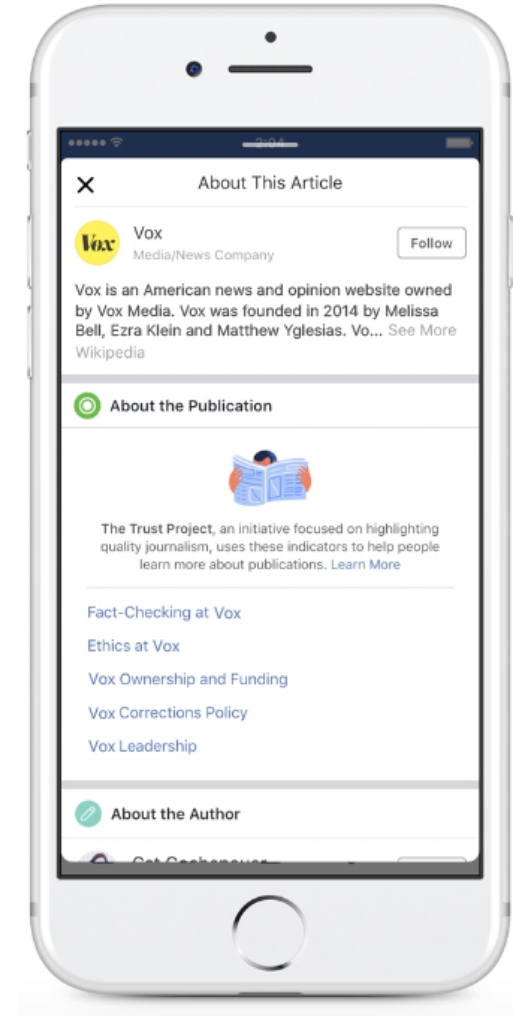 2:04
About This Article
Vox
Vox
Media/News Company
Follow
Vox is an American news and opinion website owned
by Vox Media. Vox was founded in 2014 by Melissa
Bell, Ezra Klein and Matthew Yglesias. Vo... See More
Wikipedia
About the Publication
The Trust Project, an initiative focused on highlighting
quality journalism, uses these indicators to help people
learn more about publications. Learn More
Fact-Checking at Vox
Ethics at Vox
Vox Ownership and Funding
Vox Corrections Policy
Vox Leadership
About the Author